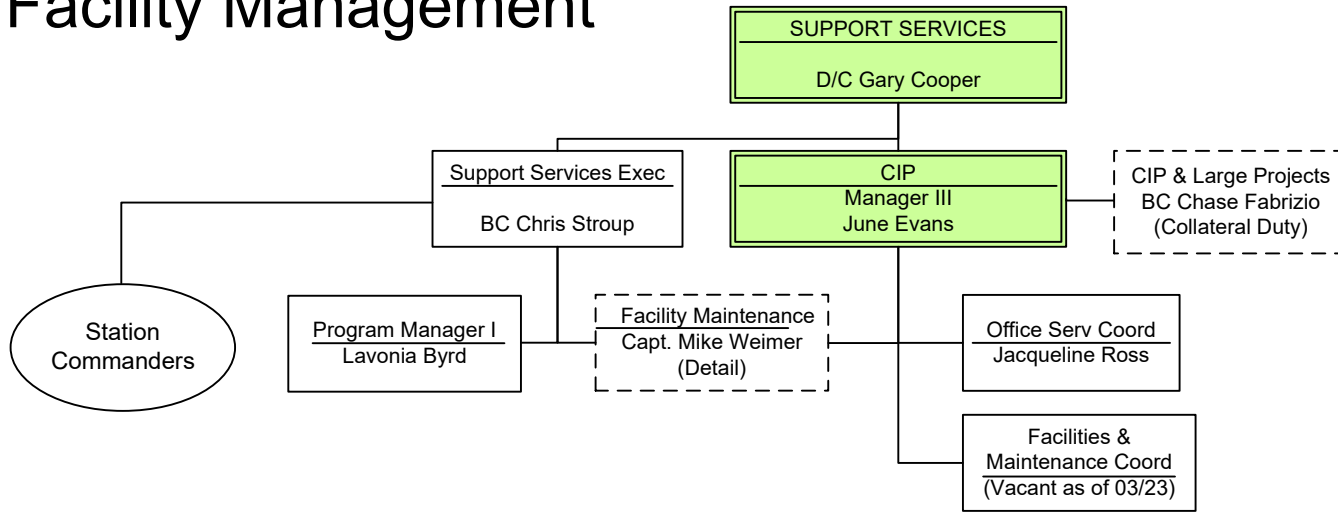 Facility Management
SUPPORT SERVICES
D/C Gary Cooper
Support Services Exec
BC Chris Stroup
CIP
Manager III
June Evans
CIP & Large Projects
BC Chase Fabrizio
(Collateral Duty)
Station
Commanders
Program Manager I
Lavonia Byrd
Facility Maintenance
Capt. Mike Weimer
(Detail)
Office Serv Coord
Jacqueline Ross
Facilities &
Maintenance Coord
(Vacant as of 03/23)